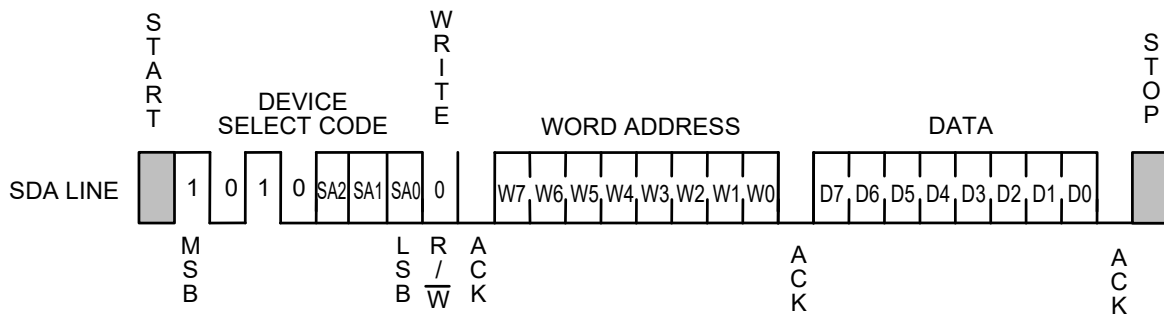 START
WRITE
STOP
DEVICE
SELECT CODE
WORD ADDRESS
DATA
SDA LINE
1 0 1 0 SA2 SA1 SA0 0
W7 W6 W5 W4 W3 W2 W1 W0
D7 D6 D5 D4 D3 D2 D1 D0
MSB
LSB
R/W̅
ACK
ACK
ACK